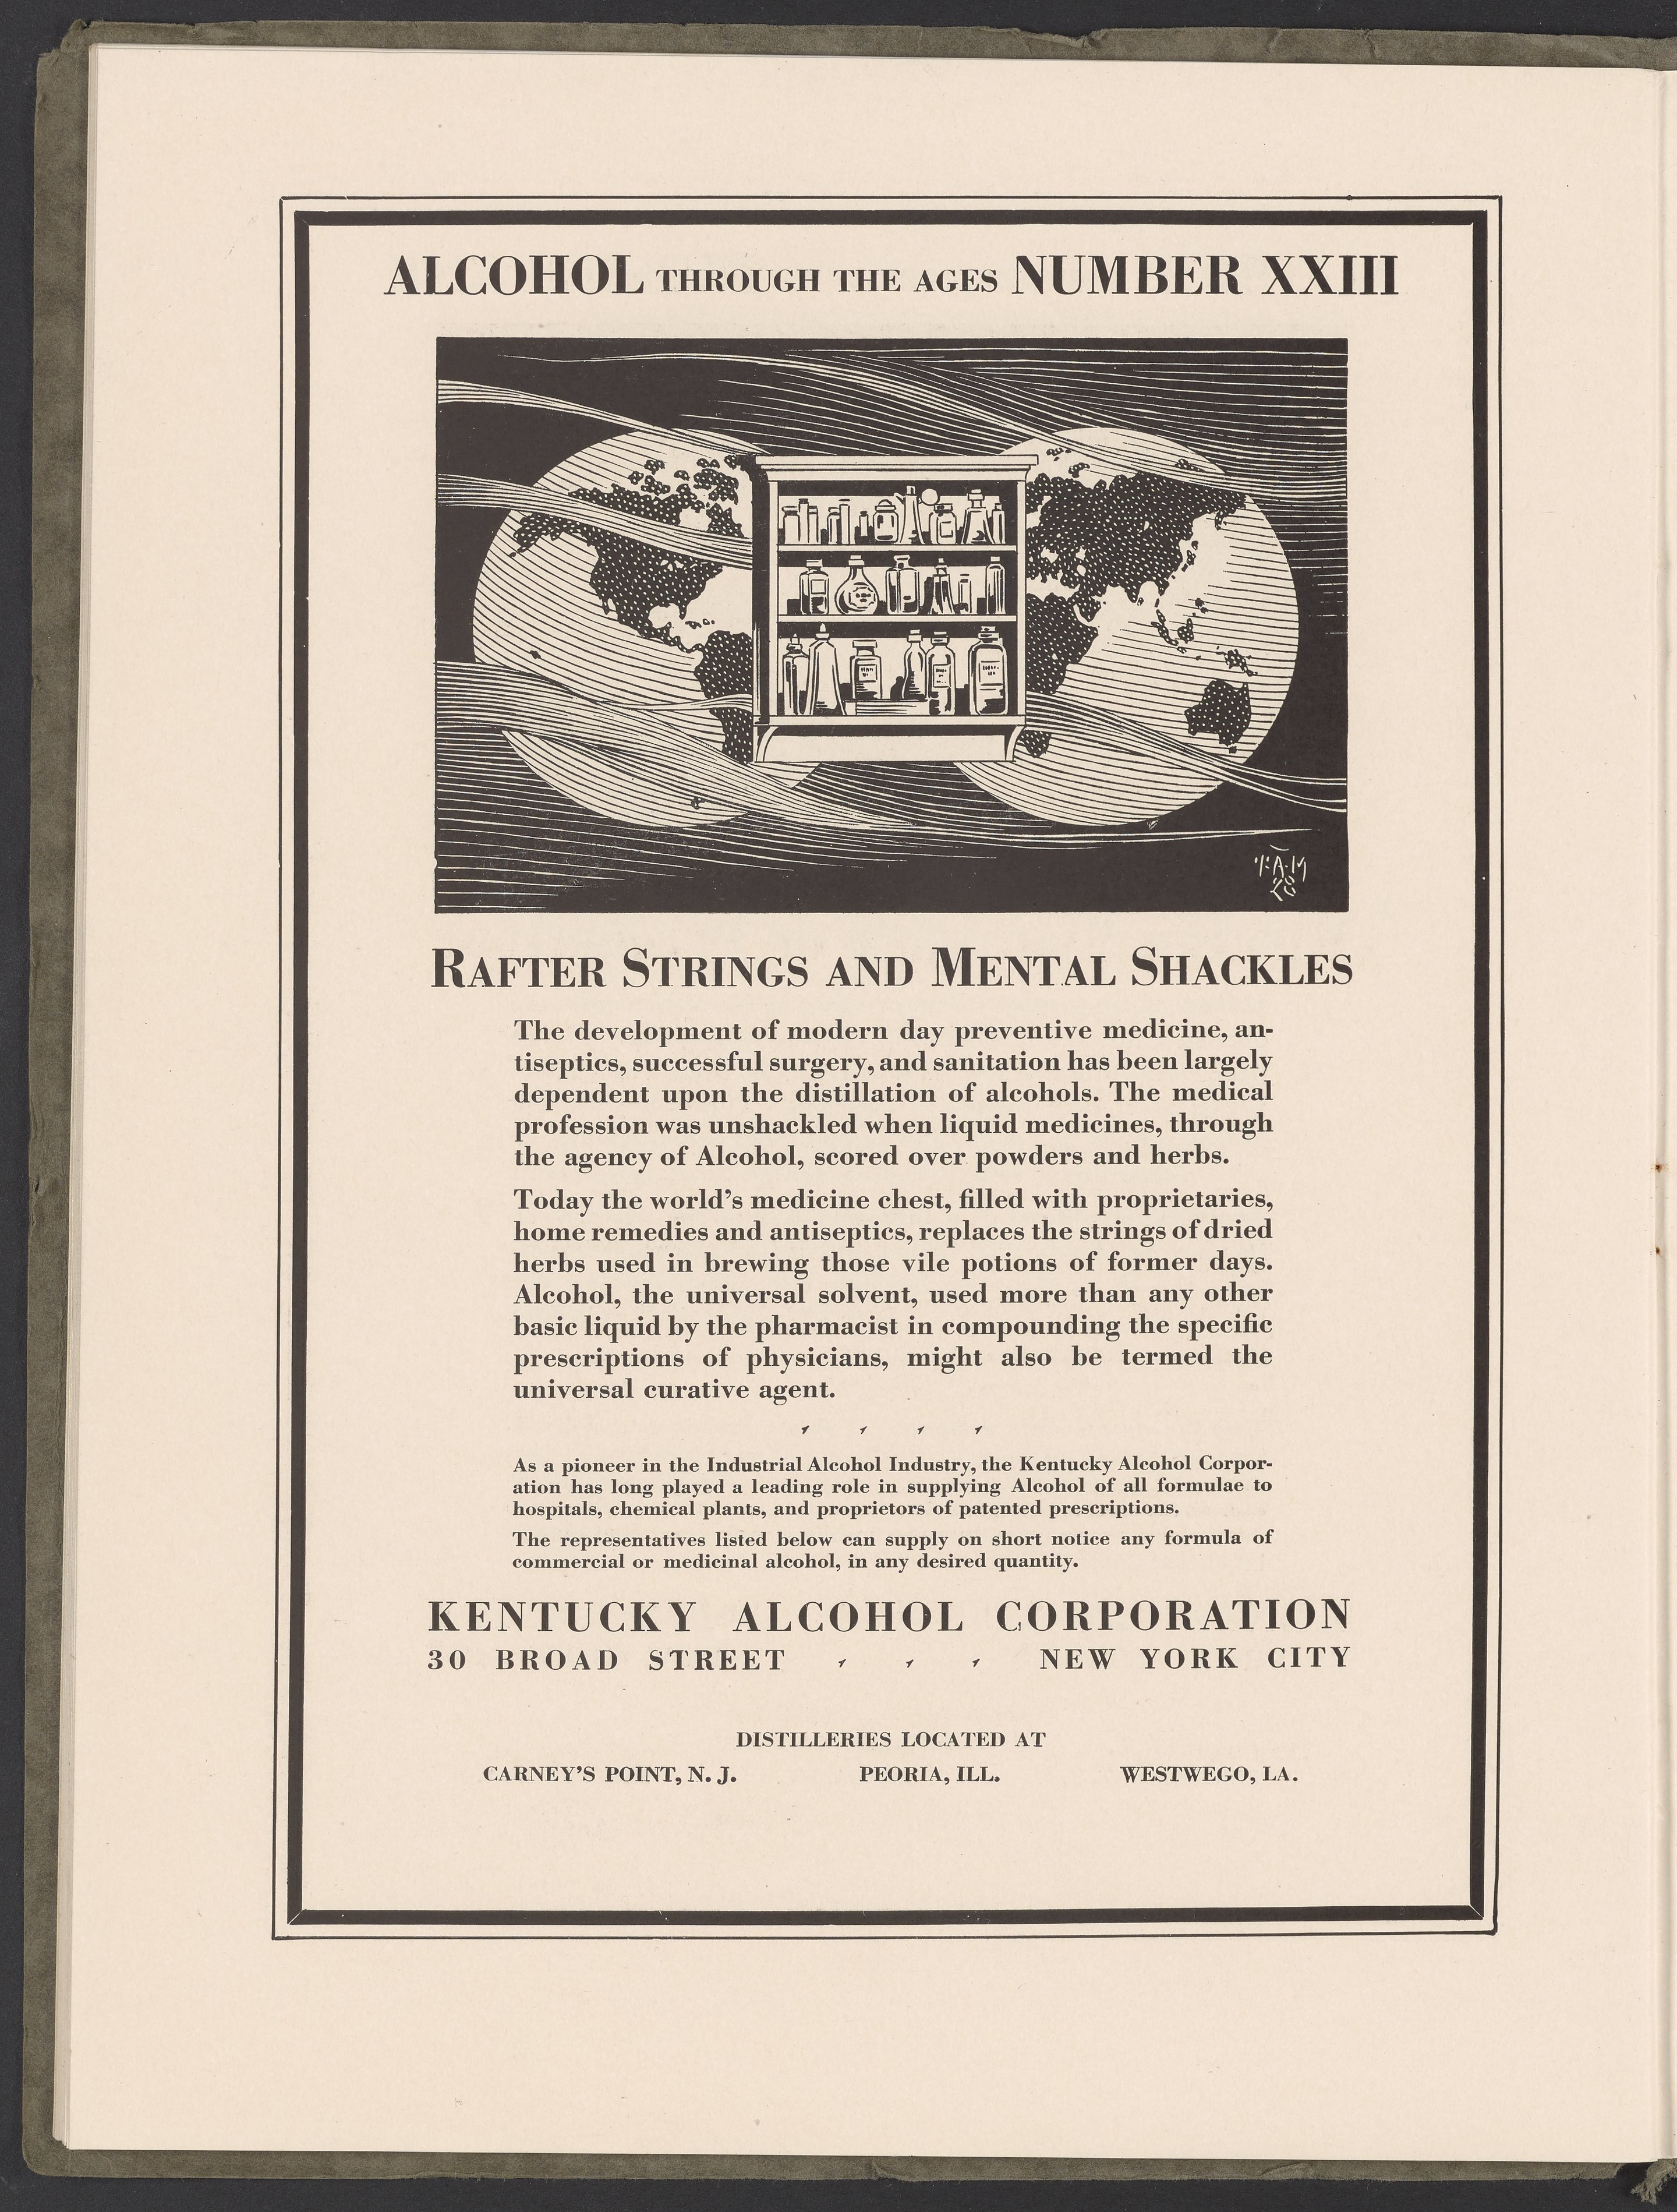 ALCOHOL THROUGH THE AGES NUMBER XXIII
T.A.M
28
RAFTER STRINGS AND MENTAL SHACKLES
The development of modern day preventive medicine, an-
tiseptics, successful surgery, and sanitation has been largely
dependent upon the distillation of alcohols. The medical
profession was unshackled when liquid medicines, through
the agency of Alcohol, scored over powders and herbs.
Today the world's medicine chest, filled with proprietaries,
home remedies and antiseptics, replaces the strings of dried
herbs used in brewing those vile potions of former days.
Alcohol, the universal solvent, used more than any other
basic liquid by the pharmacist in compounding the specific
prescriptions of physicians, might also be termed the
universal curative agent.
As a pioneer in the Industrial Alcohol Industry, the Kentucky Alcohol Corpor-
ation has long played a leading role in supplying Alcohol of all formulae to
hospitals, chemical plants, and proprietors of patented prescriptions.
The representatives listed below can supply on short notice any formula of
commercial or medicinal alcohol, in any desired quantity.
KENTUCKY ALCOHOL CORPORATION
30 BROAD STREET , , , NEW YORK CITY
DISTILLERIES LOCATED AT
CARNEY'S POINT, N. J. PEORIA, ILL. WESTWEGO, LA.